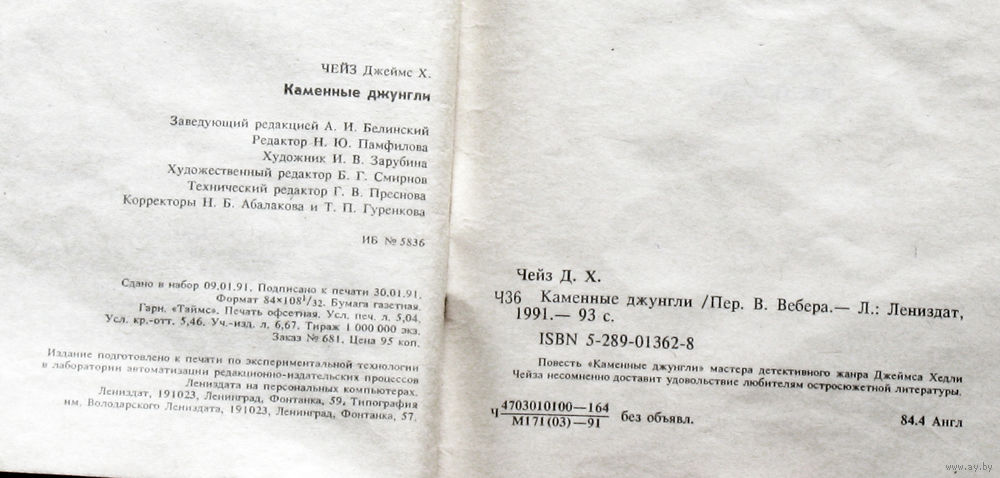 ЧЕЙЗ Джеймс Х.
Каменные джунгли
Заведующий редакцией А. И. Белинский
Редактор Н. Ю. Памфилова
Художник И. В. Зарубина
Художественный редактор Б. Г. Смирнов
Технический редактор Г. В. Преснова
Корректоры Н. Б. Абалакова и Т. П. Гуренкова
ИБ № 5836
Сдано в набор 09.01.91. Подписано к печати 30.01.91.
Формат 84×108¹/₃₂. Бумага газетная.
Гарн. «Таймс». Печать офсетная. Усл. печ. л. 5,04.
Усл. кр.-отт. 5,46. Уч.-изд. л. 6,67. Тираж 1 000 000 экз.
Заказ № 681. Цена 95 коп.
Издание подготовлено к печати по экспериментальной технологии
в лаборатории автоматизации редакционно-издательских процессов
Лениздата на персональных компьютерах.
Лениздат, 191023, Ленинград, Фонтанка, 59. Типография
им. Володарского Лениздата, 191023, Ленинград, Фонтанка, 57.
Чейз Д. Х.
Ч36 Каменные джунгли /Пер. В. Вебера.— Л.: Лениздат,
1991.— 93 с.
ISBN 5-289-01362-8
Повесть «Каменные джунгли» мастера детективного жанра Джеймса Хедли
Чейза несомненно доставит удовольствие любителям остросюжетной литературы.
Ч 4703010100—164
М171(03)—91 без объявл.
84.4 Англ
www.ay.by